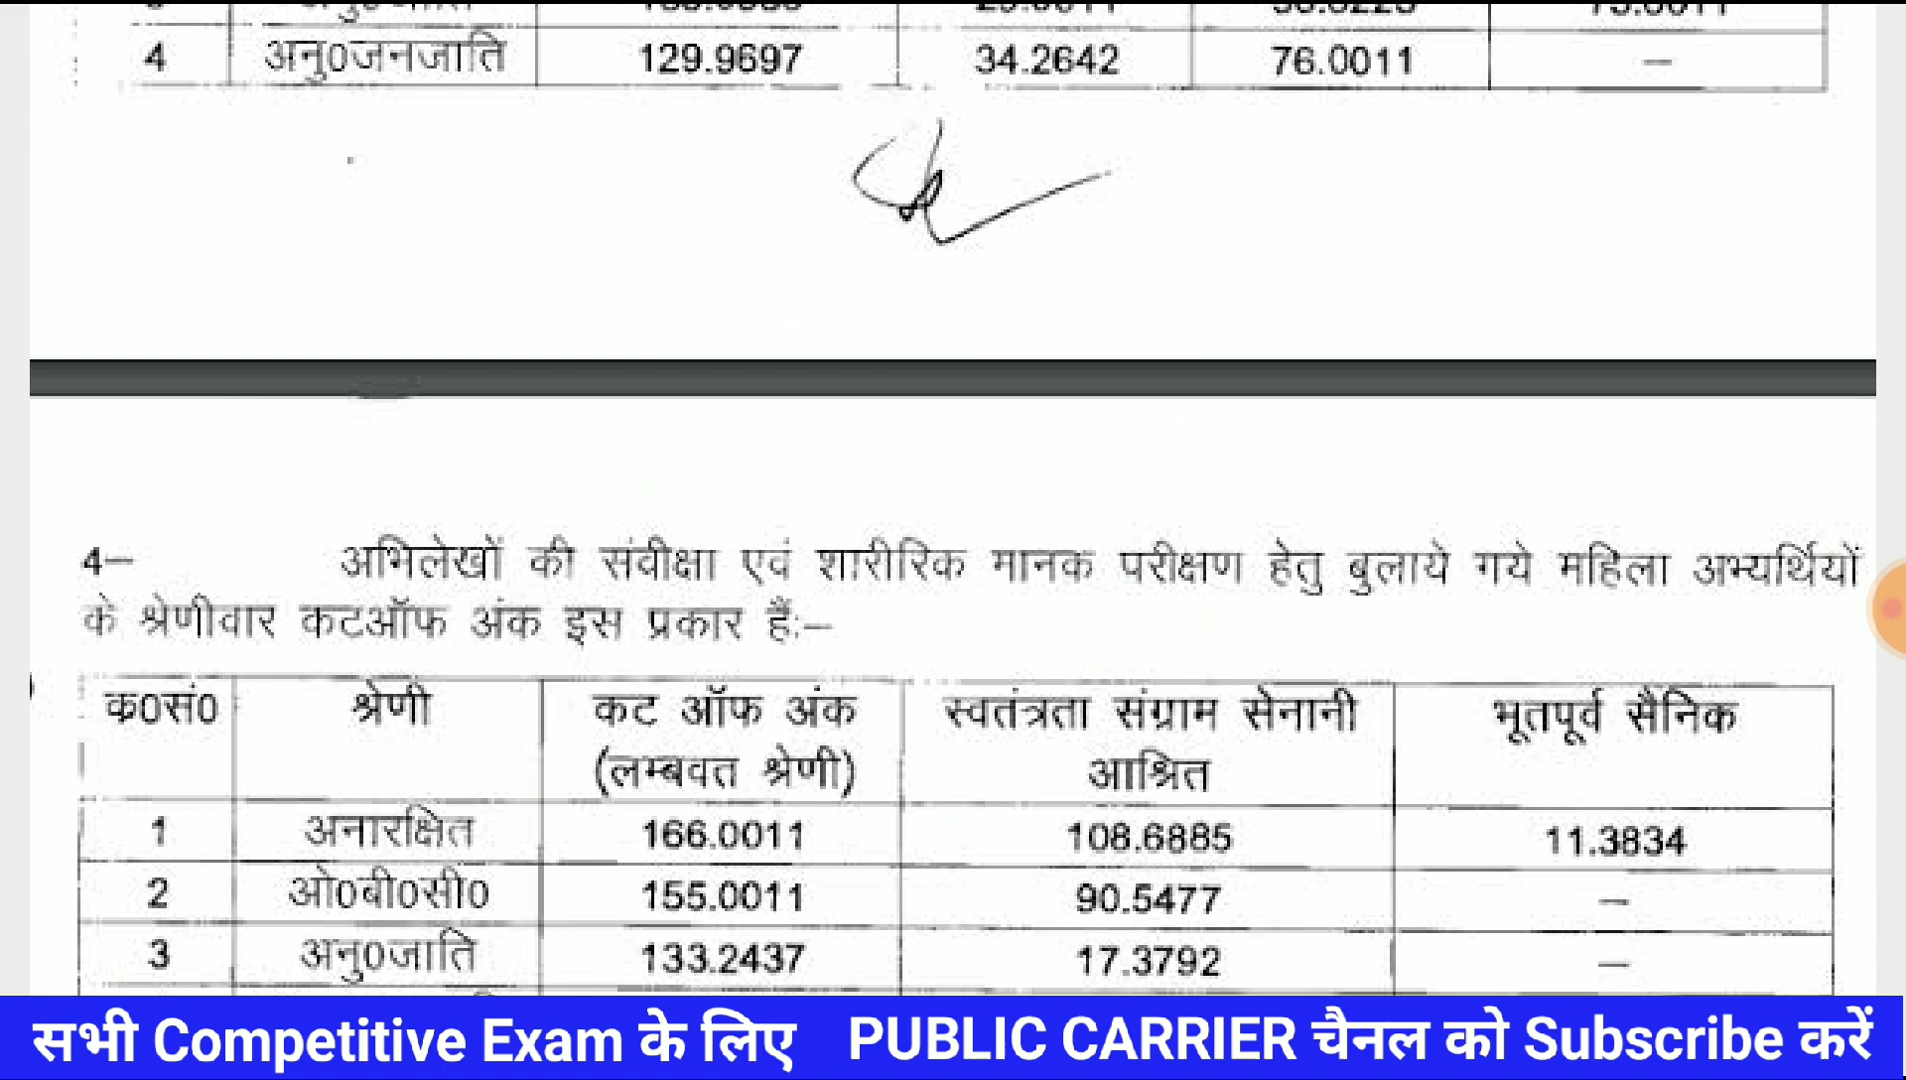 4 अनु0जनजाति 129.9697 34.2642 76.0011 –
4– अभिलेखों की संवीक्षा एवं शारीरिक मानक परीक्षण हेतु बुलाये गये महिला अभ्यर्थियों
के श्रेणीवार कटऑफ अंक इस प्रकार हैं:–
क0सं0 श्रेणी कट ऑफ अंक स्वतंत्रता संग्राम सेनानी भूतपूर्व सैनिक
(लम्बवत श्रेणी) आश्रित
1 अनारक्षित 166.0011 108.6885 11.3834
2 ओ0बी0सी0 155.0011 90.5477 –
3 अनु0जाति 133.2437 17.3792 –
सभी Competitive Exam के लिए PUBLIC CARRIER चैनल को Subscribe करें